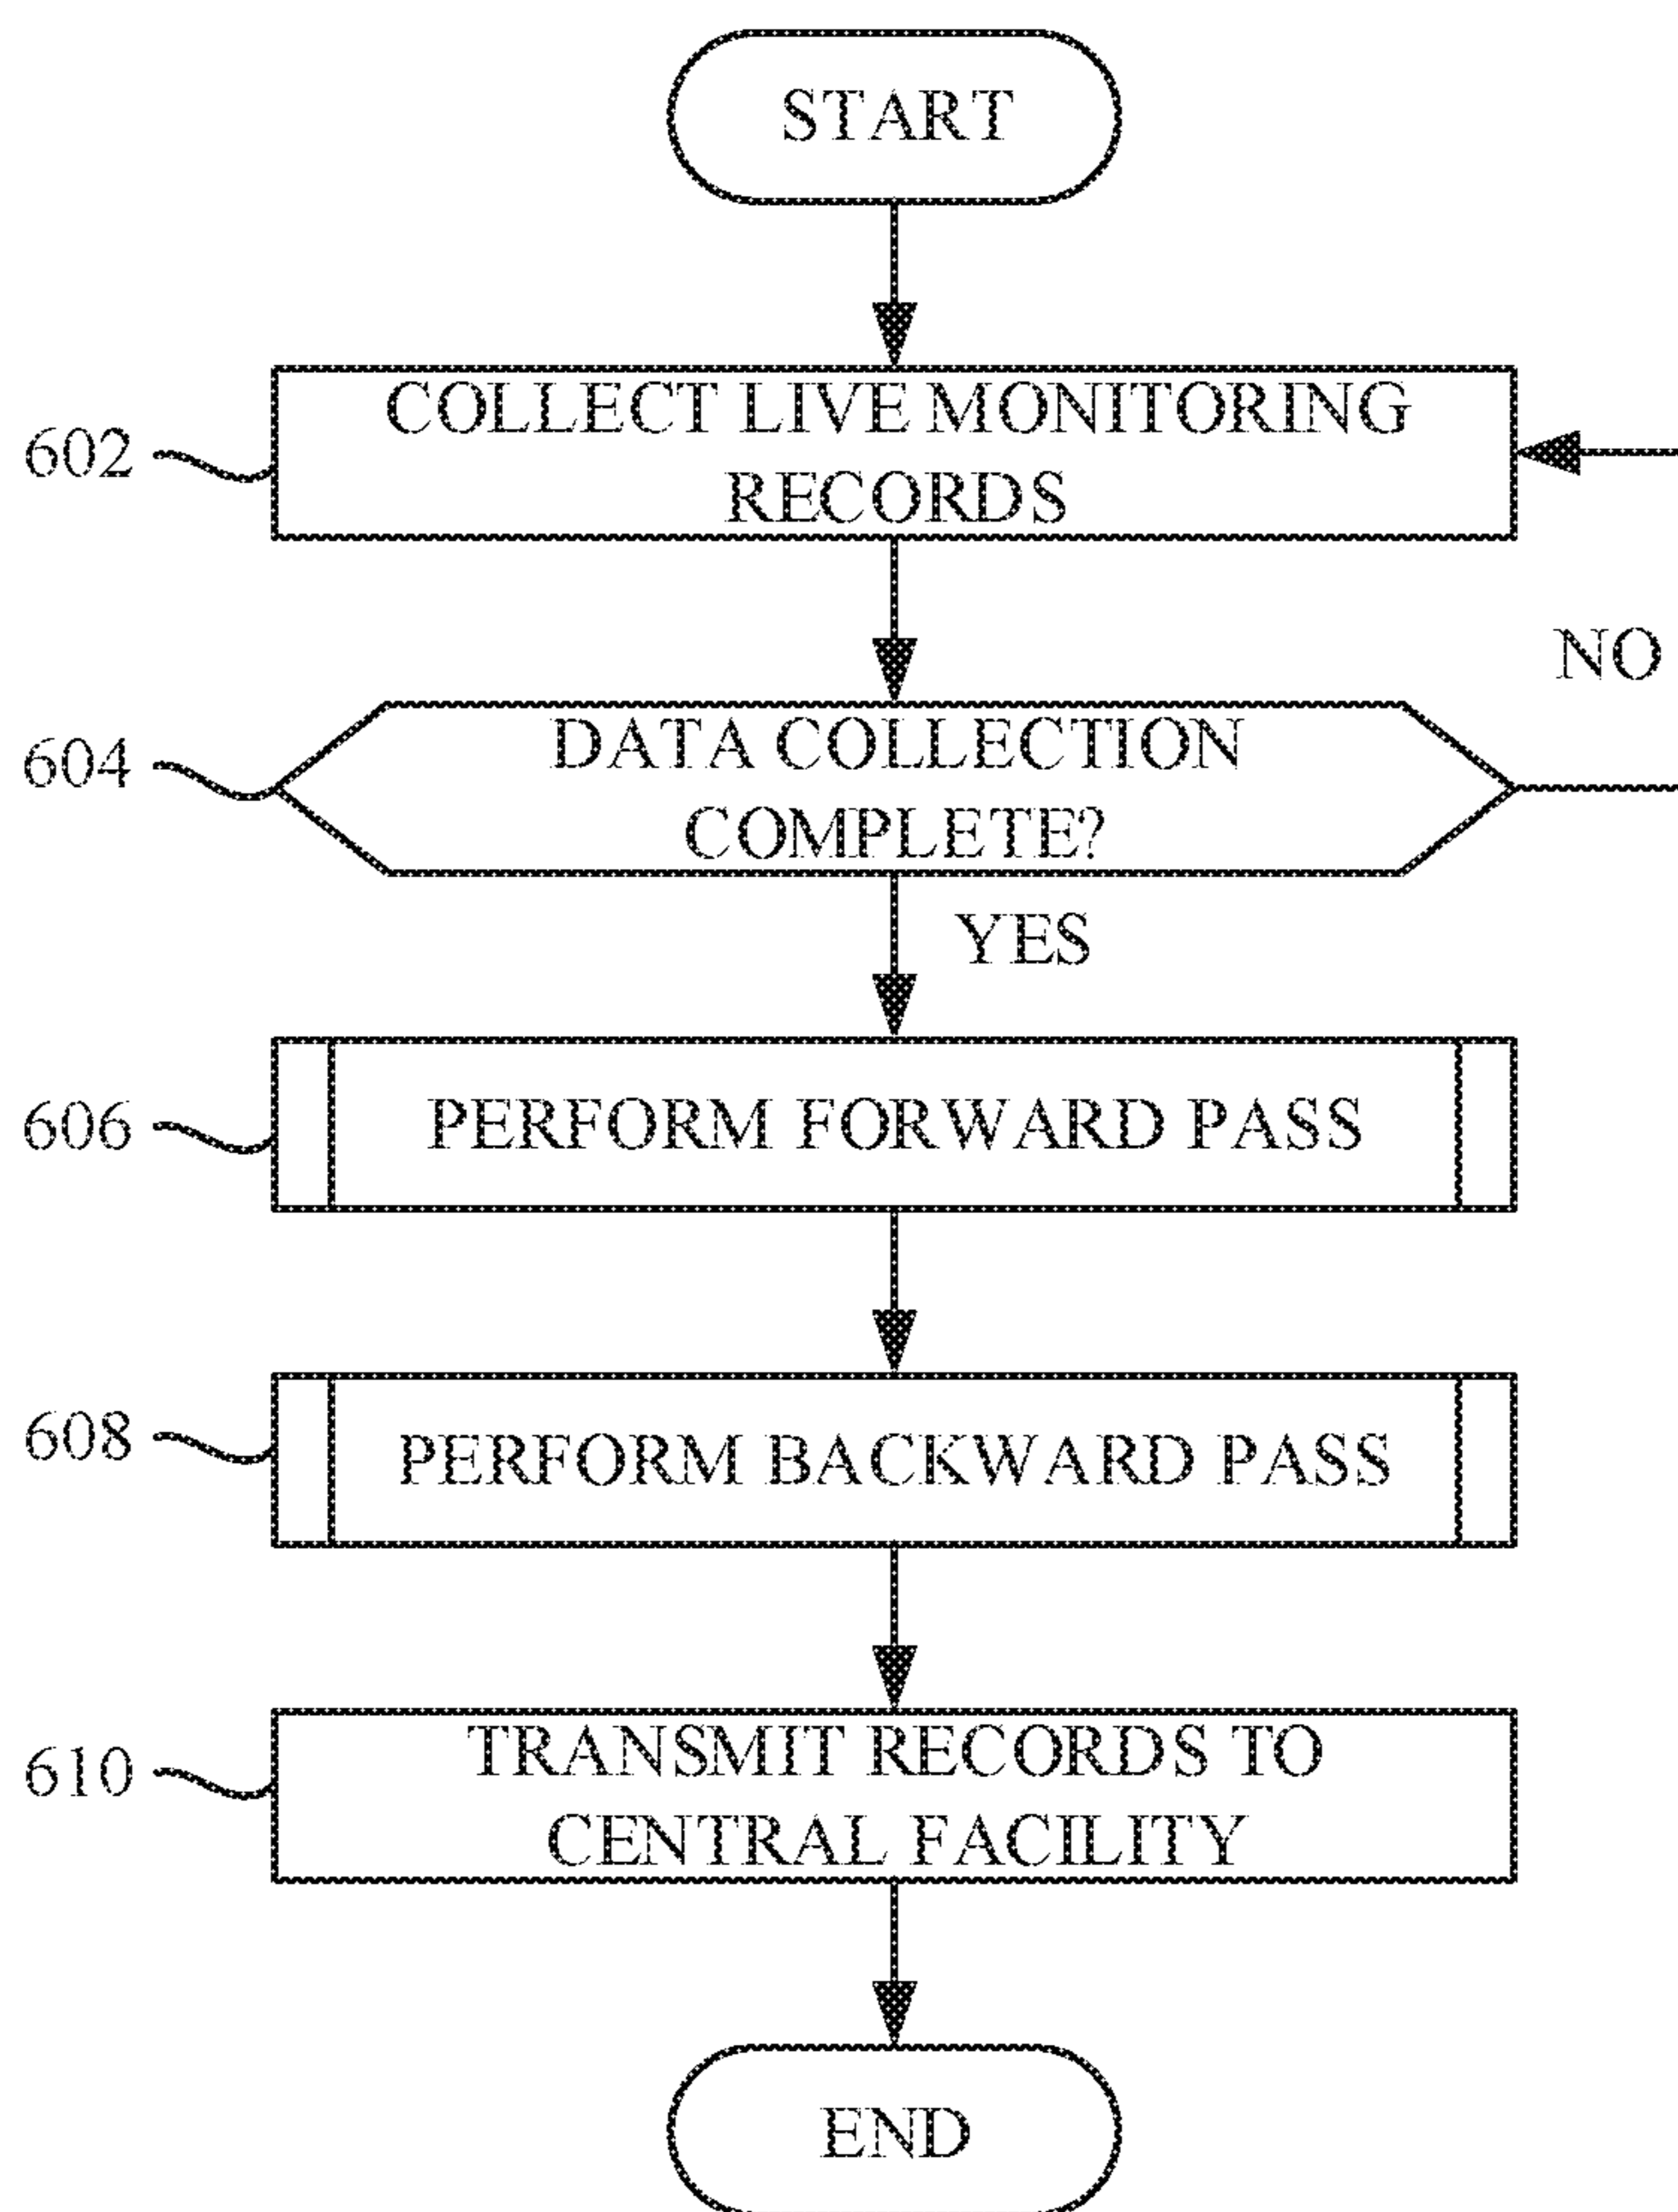 START
COLLECT LIVE MONITORING
RECORDS
602
NO
DATA COLLECTION
COMPLETE?
604
YES
606
PERFORM FORWARD PASS
608
PERFORM BACKWARD PASS
TRANSMIT RECORDS TO
CENTRAL FACILITY
610
END